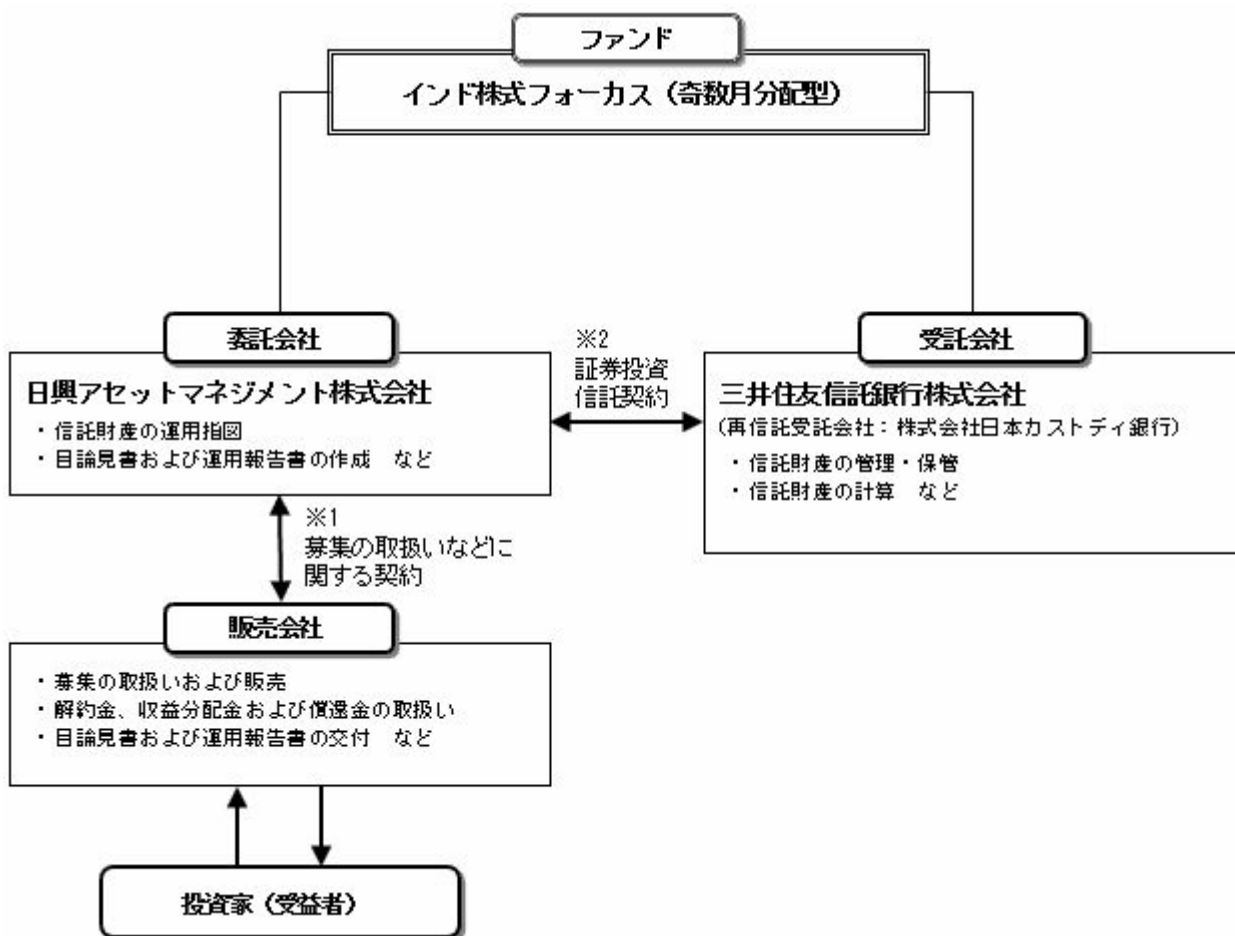 ファンド
インド株式フォーカス（奇数月分配型）
委託会社
日興アセットマネジメント株式会社
・信託財産の運用指図
・目論見書および運用報告書の作成　など
※2
証券投資
信託契約
受託会社
三井住友信託銀行株式会社
（再信託受託会社：株式会社日本カストディ銀行）
・信託財産の管理・保管
・信託財産の計算　など
※1
募集の取扱いなどに
関する契約
販売会社
・募集の取扱いおよび販売
・解約金、収益分配金および償還金の取扱い
・目論見書および運用報告書の交付　など
投資家（受益者）